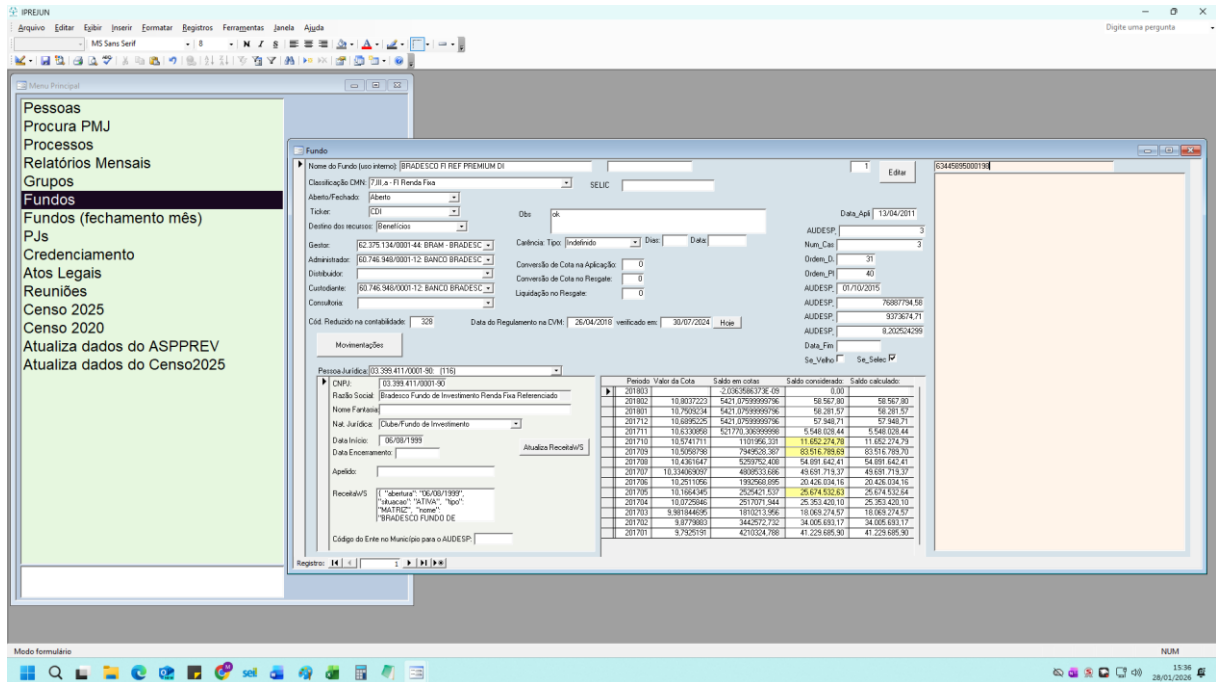 IPREJUN
Arquivo Editar Exibir Inserir Formatar Registros Ferramentas Janela Ajuda Digite uma pergunta
MS Sans Serif 8 N I S
Menu Principal
Pessoas
Procura PMJ
Processos
Relatórios Mensais
Grupos
Fundos
Fundos (fechamento mês)
PJs
Credenciamento
Atos Legais
Reuniões
Censo 2025
Censo 2020
Atualiza dados do ASPPREV
Atualiza dados do Censo2025
Fundo
Nome do Fundo (uso interno): BRADESCO FI REF PREMIUM DI 1 Editar 63445895000198
Classificação CMN: 7,III,a - FI Renda Fixa SELIC
Aberto/Fechado: Aberto
Ticker: CDI Obs ok Data_Apli 13/04/2011
Destino dos recursos: Benefícios AUDESP, 3
Gestor: 62.375.134/0001-44: BRAM - BRADESC Carência: Tipo: Indefinido Dias: Data: Num_Cas 3
Administrador: 60.746.948/0001-12: BANCO BRADESC Conversão de Cota na Aplicação: 0 Ordem_D. 31
Distribuidor: Conversão de Cota no Resgate: 0 Ordem_Pl 40
Custodiante: 60.746.948/0001-12: BANCO BRADESC Liquidação no Resgate: 0 AUDESP, 01/10/2015
Consultoria: AUDESP, 76887794,58
AUDESP, 9373674,71
Cód. Reduzido na contabilidade: 328 Data do Regulamento na CVM: 26/04/2018 verificado em: 30/07/2024 Hoje
AUDESP, 8,202524299
Movimentações Data_Fim
Se_Velho Se_Selec
Pessoa Jurídica: 03.399.411/0001-90: (116)
CNPJ: 03.399.411/0001-90
Razão Social: Bradesco Fundo de Investimento Renda Fixa Referenciado
Nome Fantasia:
Nat. Jurídica: Clube/Fundo de Investimento
Data Início: 06/08/1999
Data Encerramento: Atualiza ReceitaWS
Apelido:
ReceitaWS { "abertura": "06/08/1999",
"situacao": "ATIVA", "tipo":
"MATRIZ", "nome":
"BRADESCO FUNDO DE
Código do Ente no Município para o AUDESP:
Periodo Valor da Cota Saldo em cotas Saldo considerado: Saldo calculado:
201803 -2,0363586373E-09 0,00
201802 10,8037223 5421,07599999796 58.567,80 58.567,80
201801 10,7509234 5421,07599999796 58.281,57 58.281,57
201712 10,6895225 5421,07599999796 57.948,71 57.948,71
201711 10,6330858 521770,306999998 5.548.028,44 5.548.028,44
201710 10,5741711 1101956,331 11.652.274,78 11.652.274,79
201709 10,5058798 7949528,387 83.516.789,69 83.516.789,70
201708 10,4361647 5259752,408 54.891.642,41 54.891.642,41
201707 10,334069097 4808533,686 49.691.719,37 49.691.719,37
201706 10,2511056 1992568,895 20.426.034,16 20.426.034,16
201705 10,1664345 2525421,537 25.674.532,63 25.674.532,64
201704 10,0725846 2517071,944 25.353.420,10 25.353.420,10
201703 9,981844695 1810213,956 18.069.274,57 18.069.274,57
201702 9,8779883 3442572,732 34.005.693,17 34.005.693,17
201701 9,7925191 4210324,788 41.229.685,90 41.229.685,90
Registro: 1
Modo formulário NUM
sei
15:36
28/01/2026